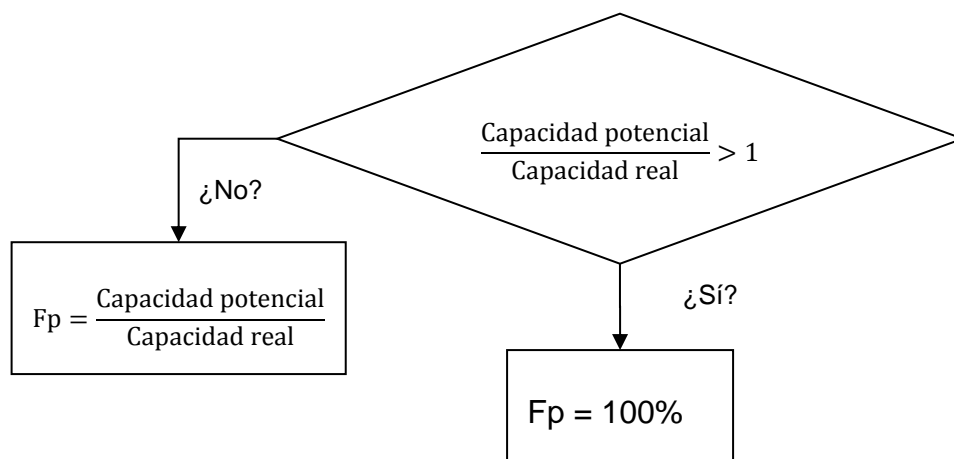 Capacidad potencial
Capacidad real
> 1
¿No?
¿Sí?
Fp =
Capacidad potencial
Capacidad real
Fp = 100%